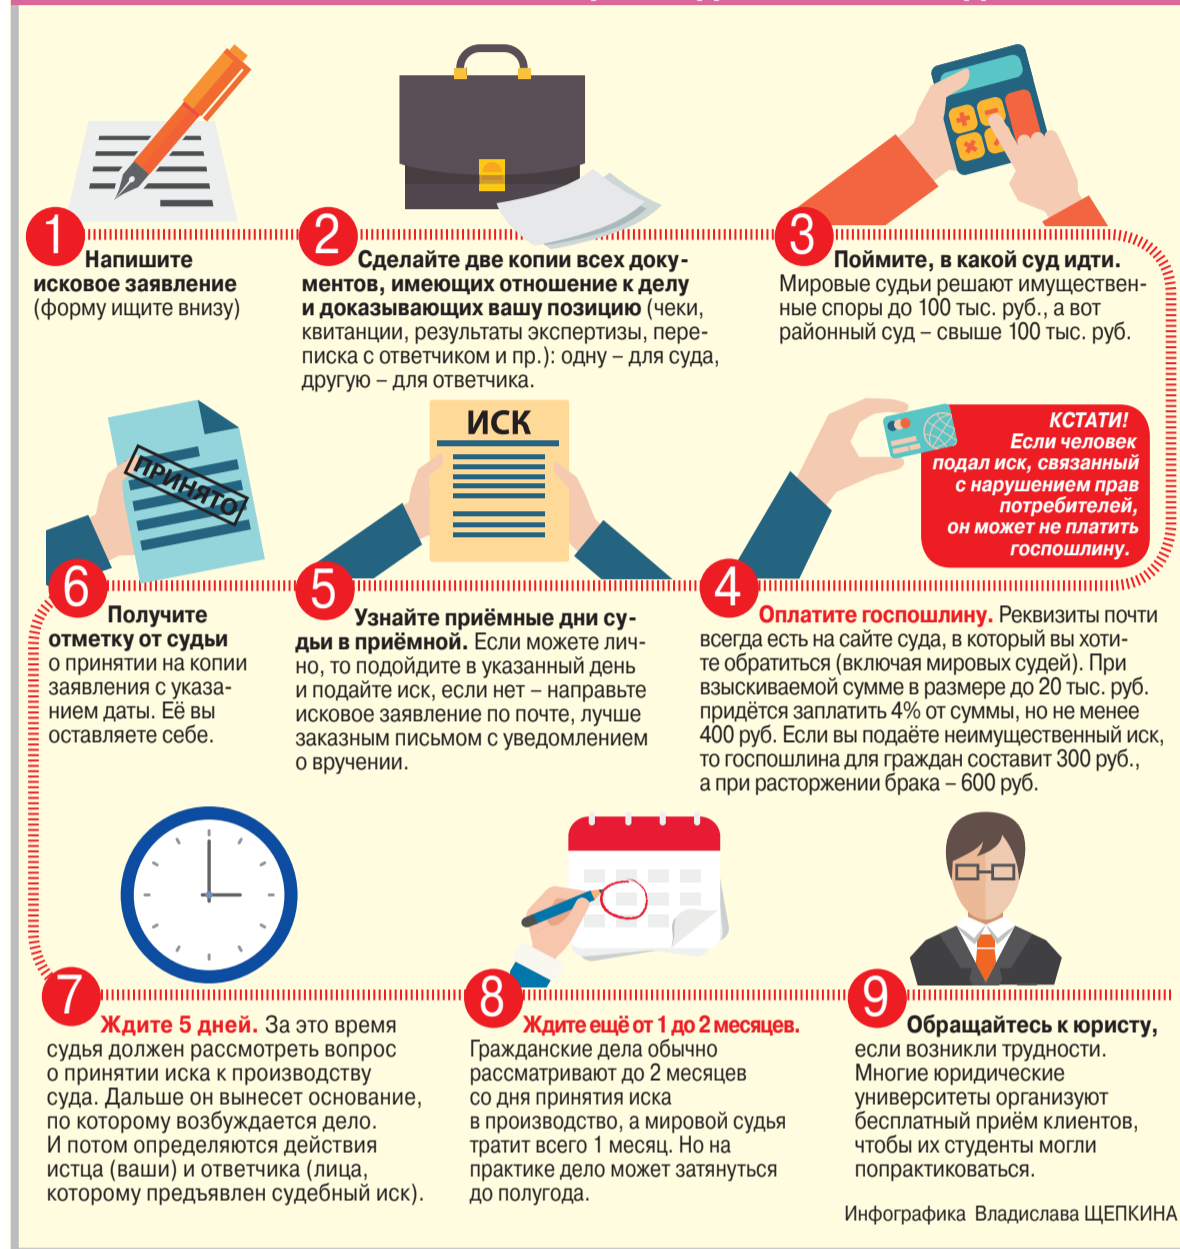 1
Напишите
исковое заявление
(форму ищите внизу)
2
Сделайте две копии всех доку-
ментов, имеющих отношение к делу
и доказывающих вашу позицию (чеки,
квитанции, результаты экспертизы, пере-
писка с ответчиком и пр.): одну – для суда,
другую – для ответчика.
3
Поймите, в какой суд идти.
Мировые судьи решают имуществен-
ные споры до 100 тыс. руб., а вот
районный суд – свыше 100 тыс. руб.
КСТАТИ!
Если человек
подал иск, связанный
с нарушением прав
потребителей,
он может не платить
госпошлину.
4
Оплатите госпошлину. Реквизиты почти
всегда есть на сайте суда, в который вы хоти-
те обратиться (включая мировых судей). При
взыскиваемой сумме в размере до 20 тыс. руб.
придётся заплатить 4% от суммы, но не менее
400 руб. Если вы подаёте неимущественный иск,
то госпошлина для граждан составит 300 руб.,
а при расторжении брака – 600 руб.
ИСК
5
Узнайте приёмные дни су-
дьи в приёмной. Если можете лич-
но, то подойдите в указанный день
и подайте иск, если нет – направьте
исковое заявление по почте, лучше
заказным письмом с уведомлением
о вручении.
ПРИНЯТО
6
Получите
отметку от судьи
о принятии на копии
заявления с указа-
нием даты. Её вы
оставляете себе.
7
Ждите 5 дней. За это время
судья должен рассмотреть вопрос
о принятии иска к производству
суда. Дальше он вынесет основание,
по которому возбуждается дело.
И потом определяются действия
истца (ваши) и ответчика (лица,
которому предъявлен судебный иск).
8
Ждите ещё от 1 до 2 месяцев.
Гражданские дела обычно
рассматривают до 2 месяцев
со дня принятия иска
в производство, а мировой судья
тратит всего 1 месяц. Но на
практике дело может затянуться
до полугода.
9
Обращайтесь к юристу,
если возникли трудности.
Многие юридические
университеты организуют
бесплатный приём клиентов,
чтобы их студенты могли
попрактиковаться.
Инфографика Владислава ЩЕПКИНА